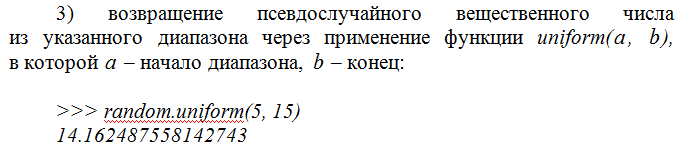 3) возвращение псевдослучайного вещественного числа
из указанного диапазона через применение функции uniform(a, b),
в которой a – начало диапазона, b – конец:
>>> random.uniform(5, 15)
14.162487558142743